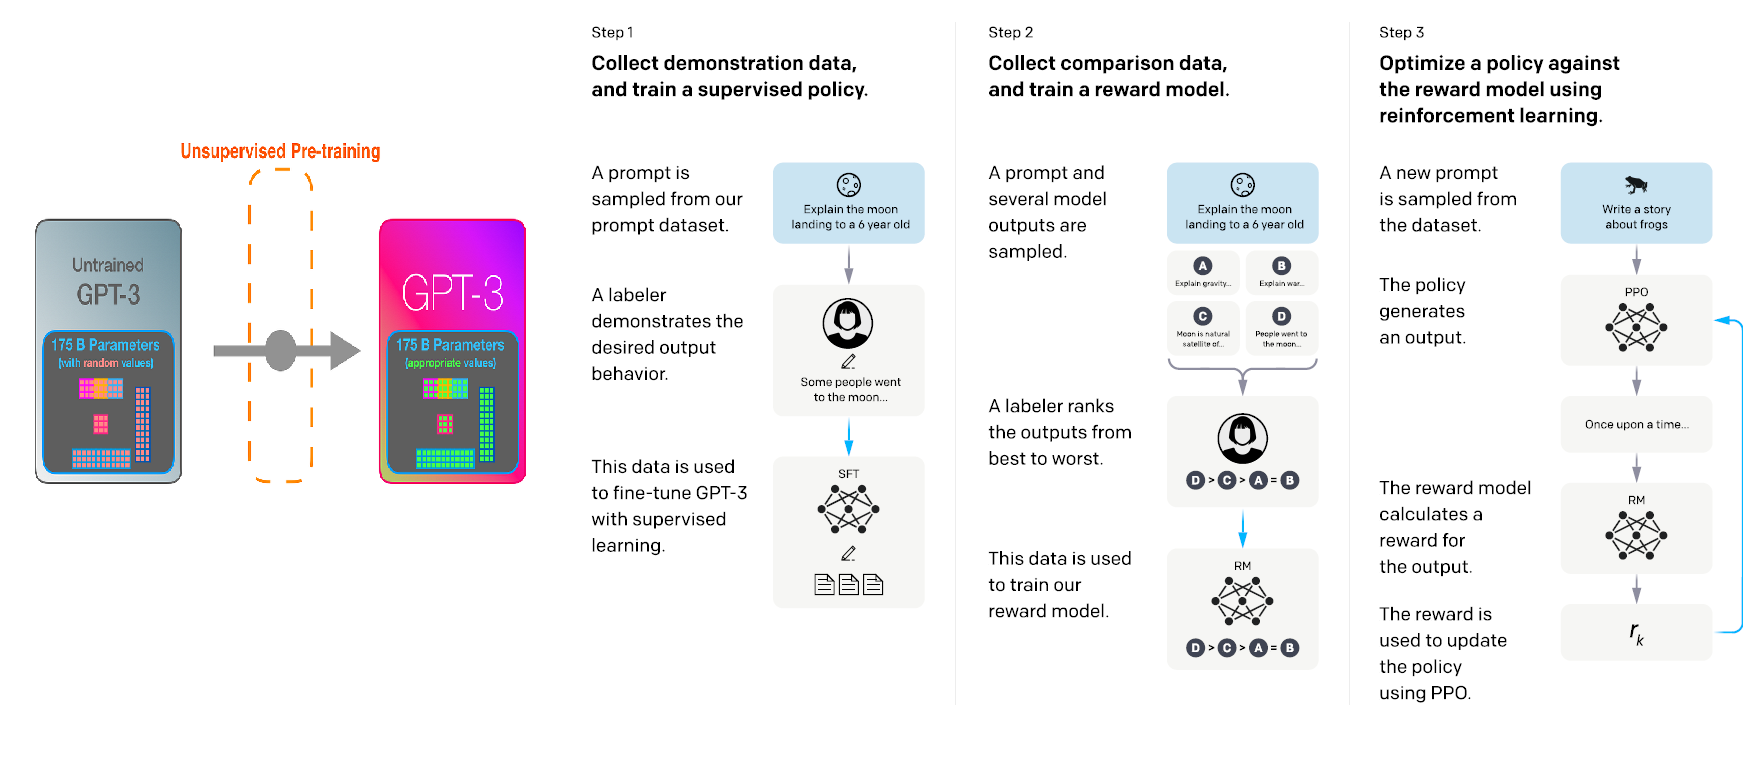 Unsupervised Pre-training
Untrained
GPT-3
175 B Parameters
(with random values)
GPT-3
175 B Parameters
(appropriate values)
Step 1
Collect demonstration data,
and train a supervised policy.
A prompt is
sampled from our
prompt dataset.
Explain the moon
landing to a 6 year old
A labeler
demonstrates the
desired output
behavior.
Some people went
to the moon...
This data is used
to fine-tune GPT-3
with supervised
learning.
SFT
Step 2
Collect comparison data,
and train a reward model.
A prompt and
several model
outputs are
sampled.
Explain the moon
landing to a 6 year old
A
Explain gravity...
B
Explain war...
C
Moon is natural
satellite of...
D
People went to
the moon...
A labeler ranks
the outputs from
best to worst.
D > C > A = B
This data is used
to train our
reward model.
RM
D > C > A = B
Step 3
Optimize a policy against
the reward model using
reinforcement learning.
A new prompt
is sampled from
the dataset.
Write a story
about frogs
The policy
generates
an output.
PPO
Once upon a time...
The reward model
calculates a
reward for
the output.
RM
The reward is
used to update
the policy
using PPO.
rk